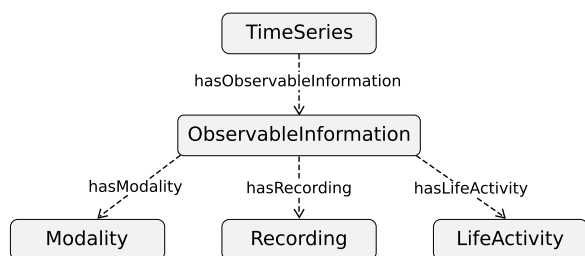 TimeSeries
hasObservableInformation
ObservableInformation
hasModality
hasRecording
hasLifeActivity
Modality
Recording
LifeActivity